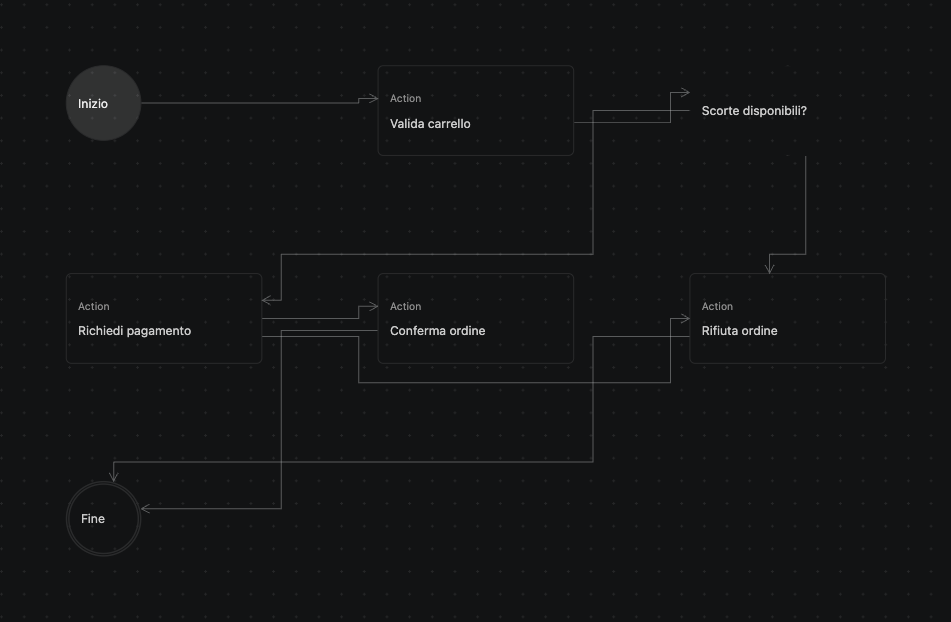 Inizio
Action
Valida carrello
Scorte disponibili?
Action
Richiedi pagamento
Action
Conferma ordine
Action
Rifiuta ordine
Fine